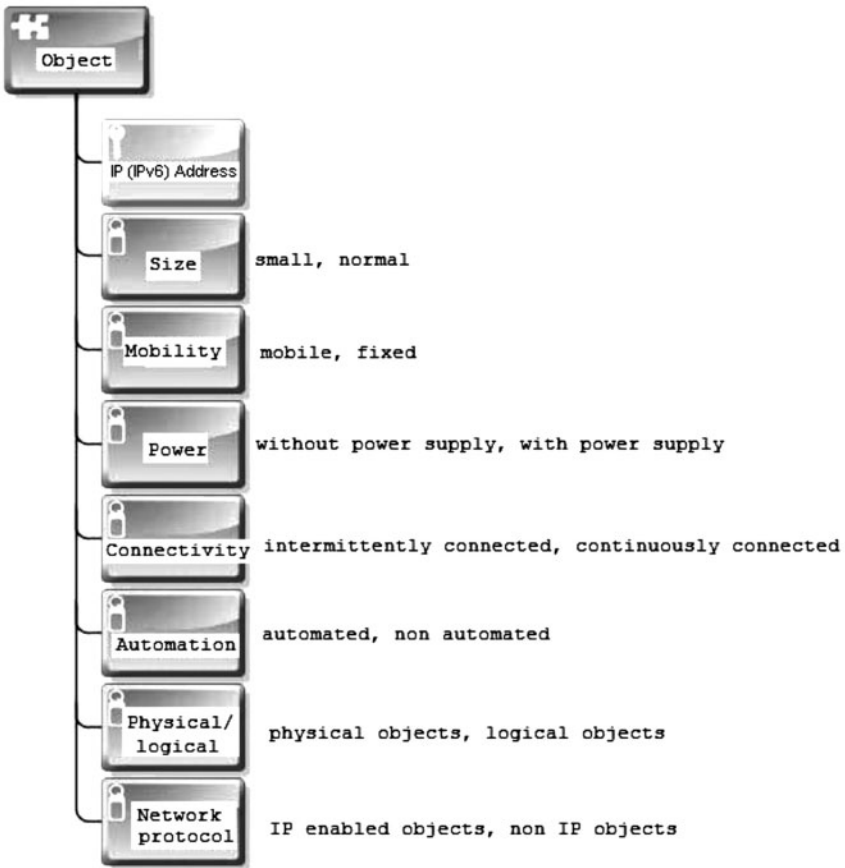 Object
IP (IPv6) Address
Size small, normal
Mobility mobile, fixed
Power without power supply, with power supply
Connectivity intermittently connected, continuously connected
Automation automated, non automated
Physical/
logical physical objects, logical objects
Network
protocol IP enabled objects, non IP objects